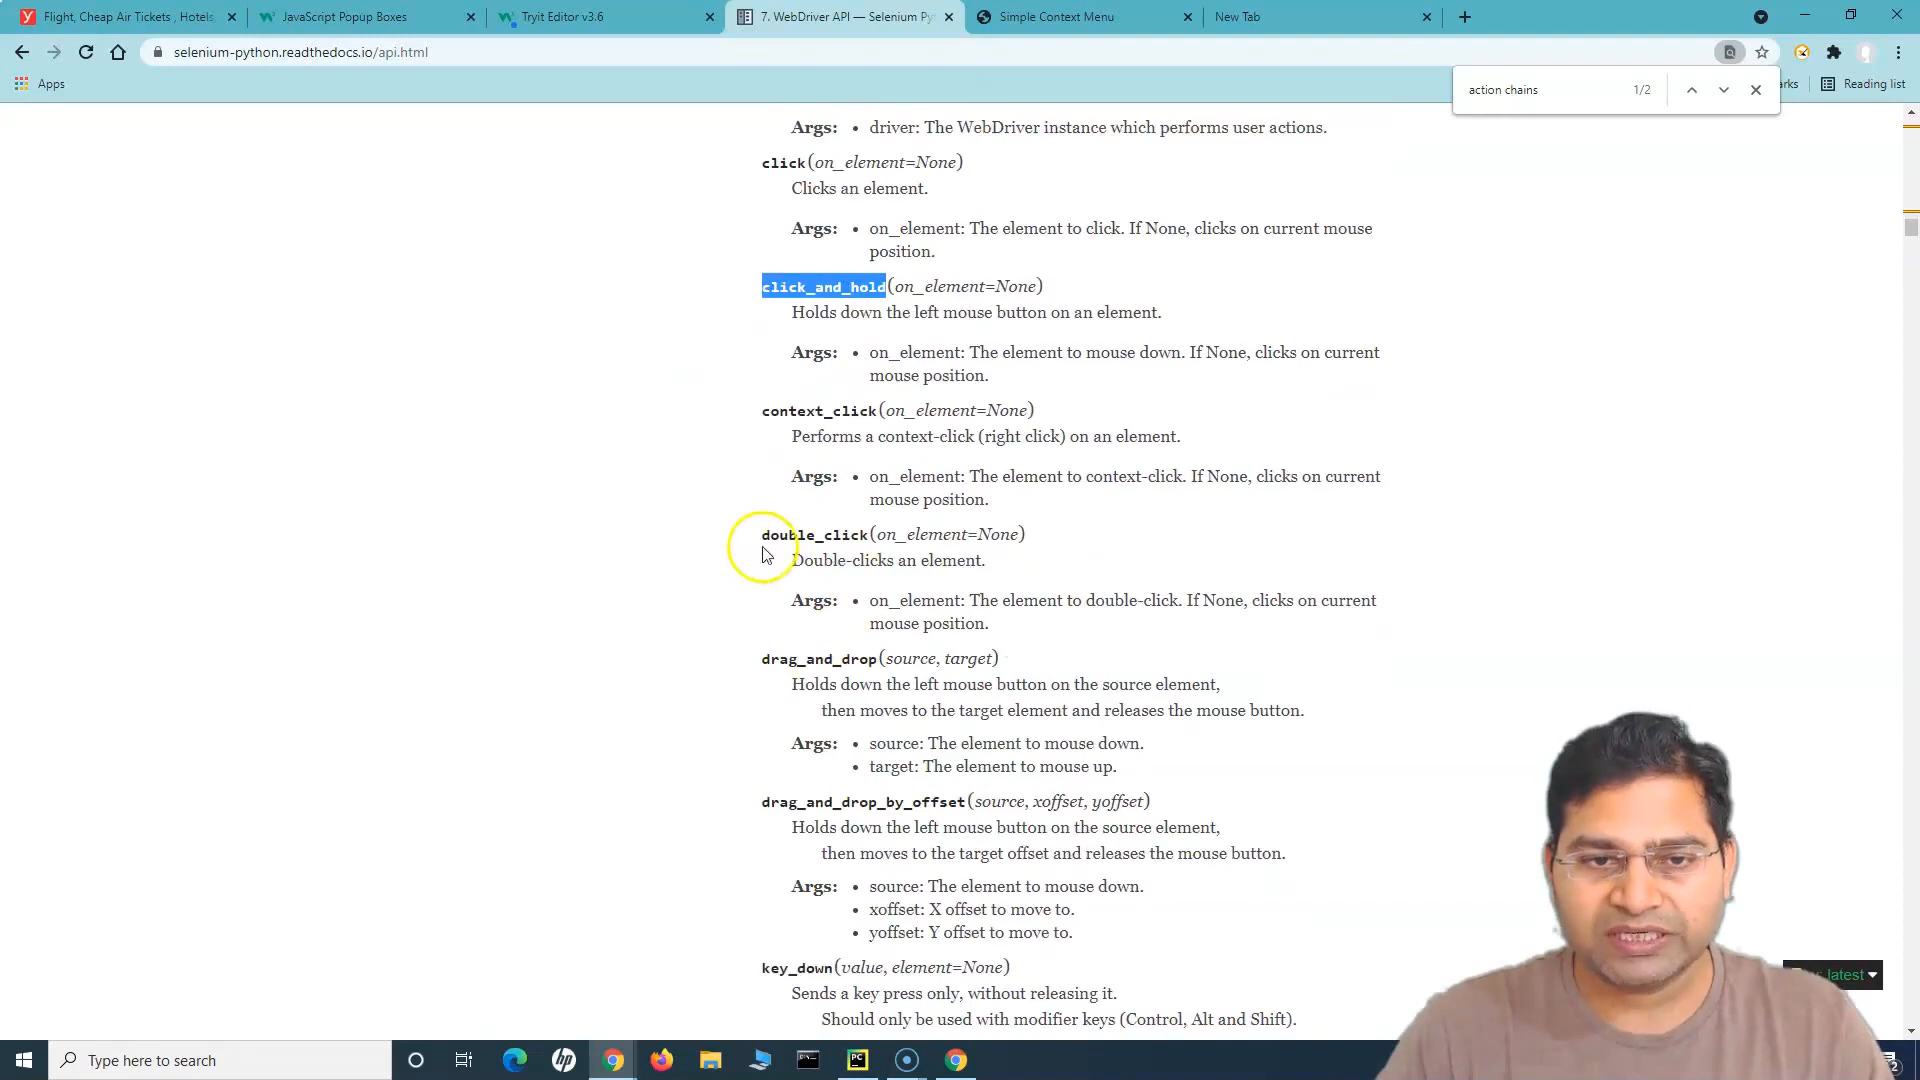 Flight, Cheap Air Tickets , Hotels,
JavaScript Popup Boxes
Tryit Editor v3.6
7. WebDriver API — Selenium Py
Simple Context Menu
New Tab
selenium-python.readthedocs.io/api.html
Apps
Reading list
action chains 1/2
Args: • driver: The WebDriver instance which performs user actions.
click(on_element=None)
Clicks an element.
Args: • on_element: The element to click. If None, clicks on current mouse
position.
click_and_hold(on_element=None)
Holds down the left mouse button on an element.
Args: • on_element: The element to mouse down. If None, clicks on current
mouse position.
context_click(on_element=None)
Performs a context-click (right click) on an element.
Args: • on_element: The element to context-click. If None, clicks on current
mouse position.
double_click(on_element=None)
Double-clicks an element.
Args: • on_element: The element to double-click. If None, clicks on current
mouse position.
drag_and_drop(source, target)
Holds down the left mouse button on the source element,
then moves to the target element and releases the mouse button.
Args: • source: The element to mouse down.
• target: The element to mouse up.
drag_and_drop_by_offset(source, xoffset, yoffset)
Holds down the left mouse button on the source element,
then moves to the target offset and releases the mouse button.
Args: • source: The element to mouse down.
• xoffset: X offset to move to.
• yoffset: Y offset to move to.
key_down(value, element=None)
Sends a key press only, without releasing it.
Should only be used with modifier keys (Control, Alt and Shift).
latest
Type here to search
hp
PC
2